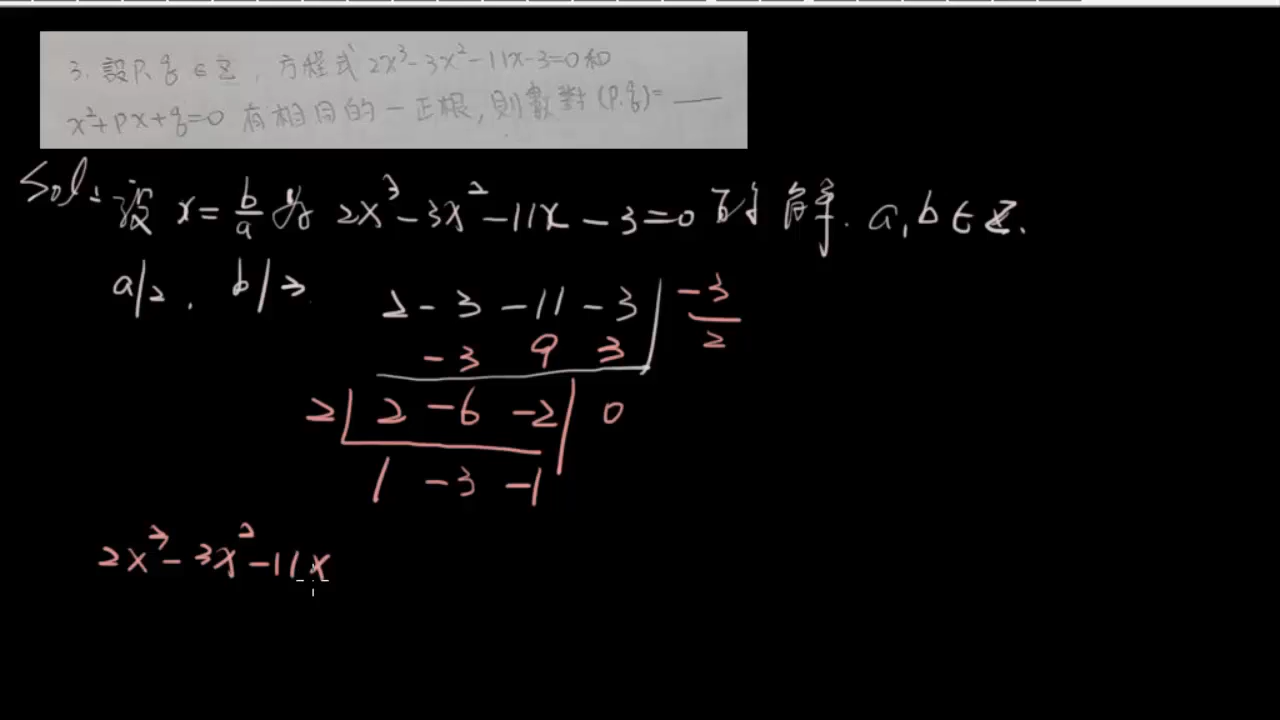 3. 設P、q ∈ Z，方程式 2x³-3x²-11x-3=0和
x²+px+q=0 有相同的一正根，則數對(p.q)= ___
Sol: 設 x= b/a 为 2x³-3x²-11x-3=0 的解. a,b∈Z.
a|2 . b|3
2 -3 -11 -3 | -3/2
-3 9 3
2 | 2 -6 -2 | 0
1 -3 -1
2x³-3x²-11x